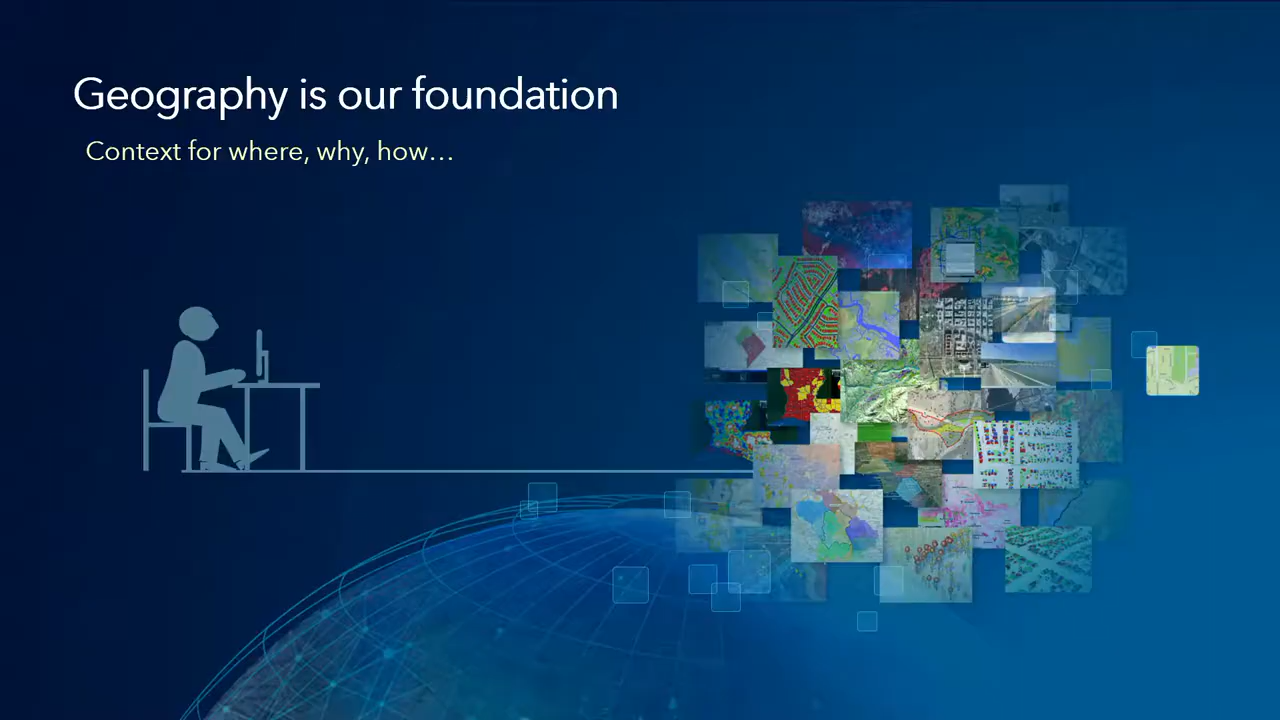 Geography is our foundation
Context for where, why, how…